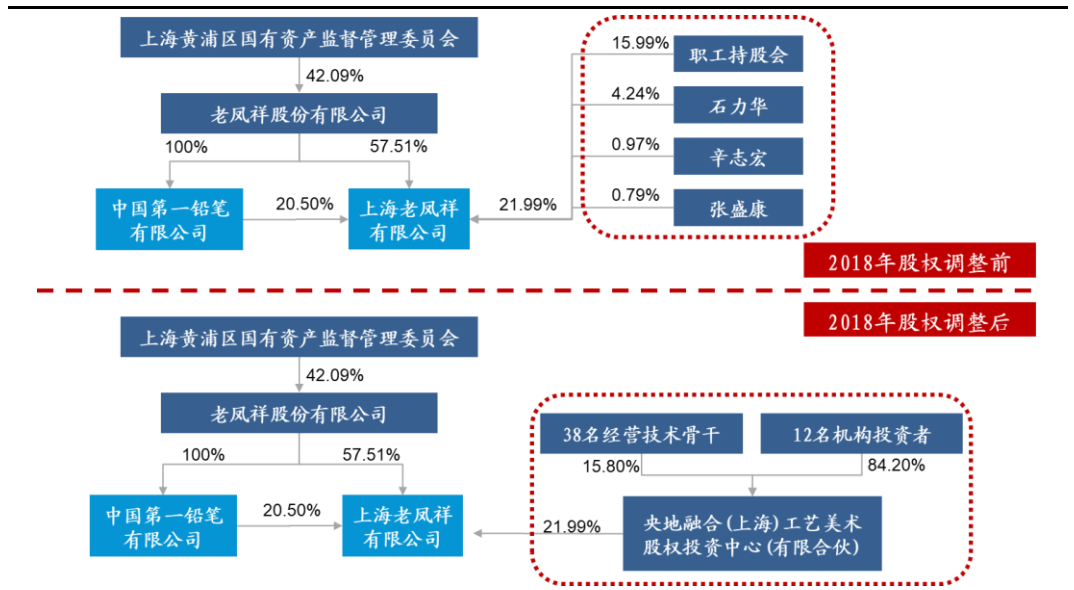 上海黄浦区国有资产监督管理委员会
42.09%
老凤祥股份有限公司
100%
57.51%
中国第一铅笔
有限公司
20.50%
上海老凤祥
有限公司
21.99%
15.99%
职工持股会
4.24%
石力华
0.97%
辛志宏
0.79%
张盛康
2018年股权调整前
2018年股权调整后
上海黄浦区国有资产监督管理委员会
42.09%
老凤祥股份有限公司
100%
57.51%
中国第一铅笔
有限公司
20.50%
上海老凤祥
有限公司
21.99%
38名经营技术骨干
12名机构投资者
15.80%
84.20%
央地融合(上海)工艺美术
股权投资中心(有限合伙)